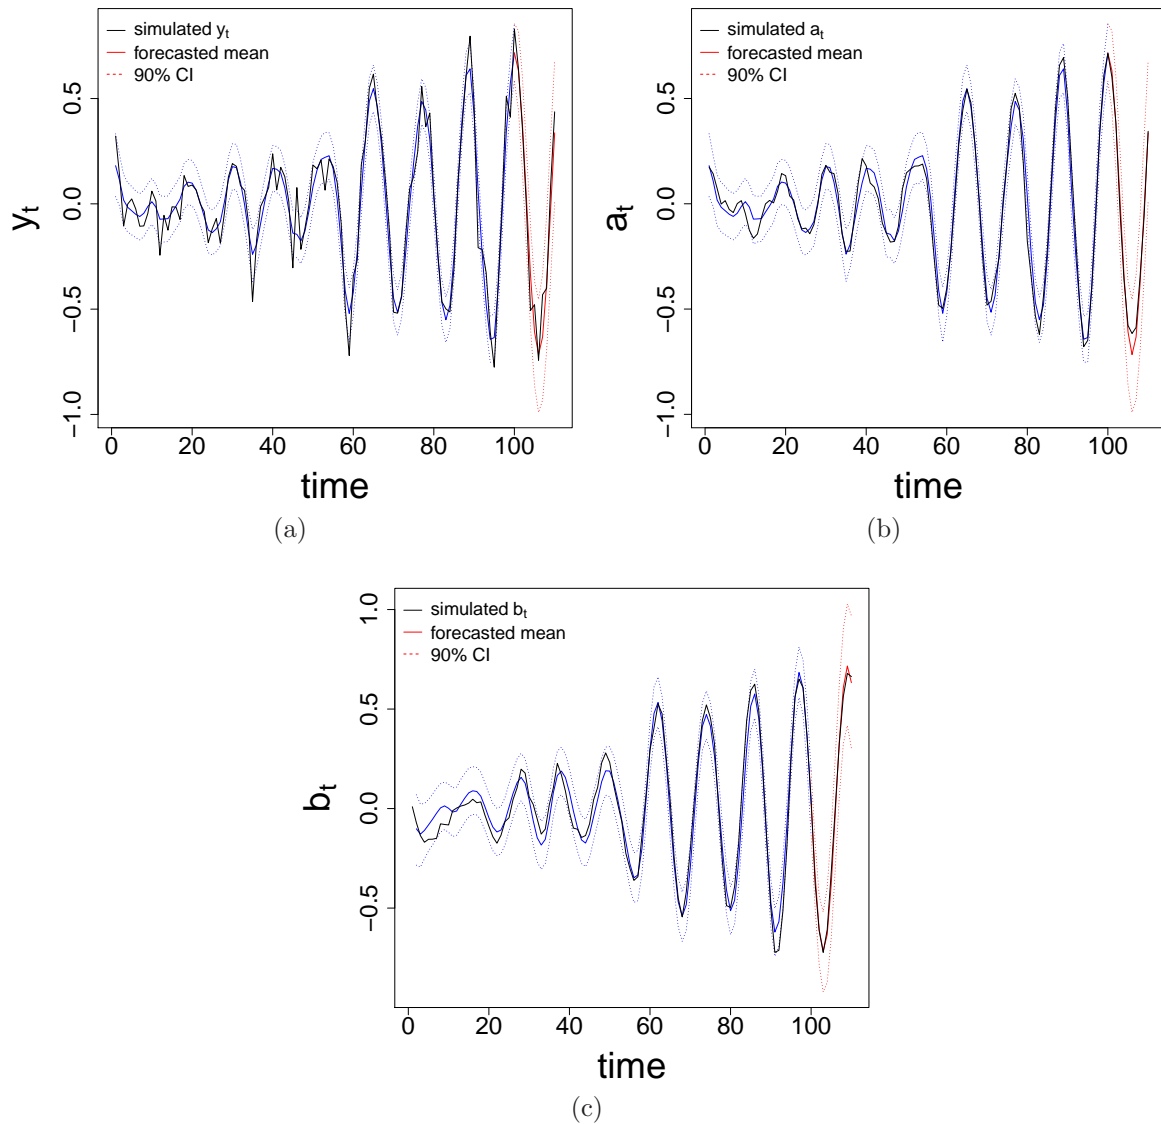 simulated y_t
forecasted mean
90% CI
0.5
0.0
−0.5
−1.0
y_t
0 20 40 60 80 100
time
(a)
simulated a_t
forecasted mean
90% CI
0.5
0.0
−0.5
−1.0
a_t
0 20 40 60 80 100
time
(b)
simulated b_t
forecasted mean
90% CI
1.0
0.5
0.0
−0.5
b_t
0 20 40 60 80 100
time
(c)